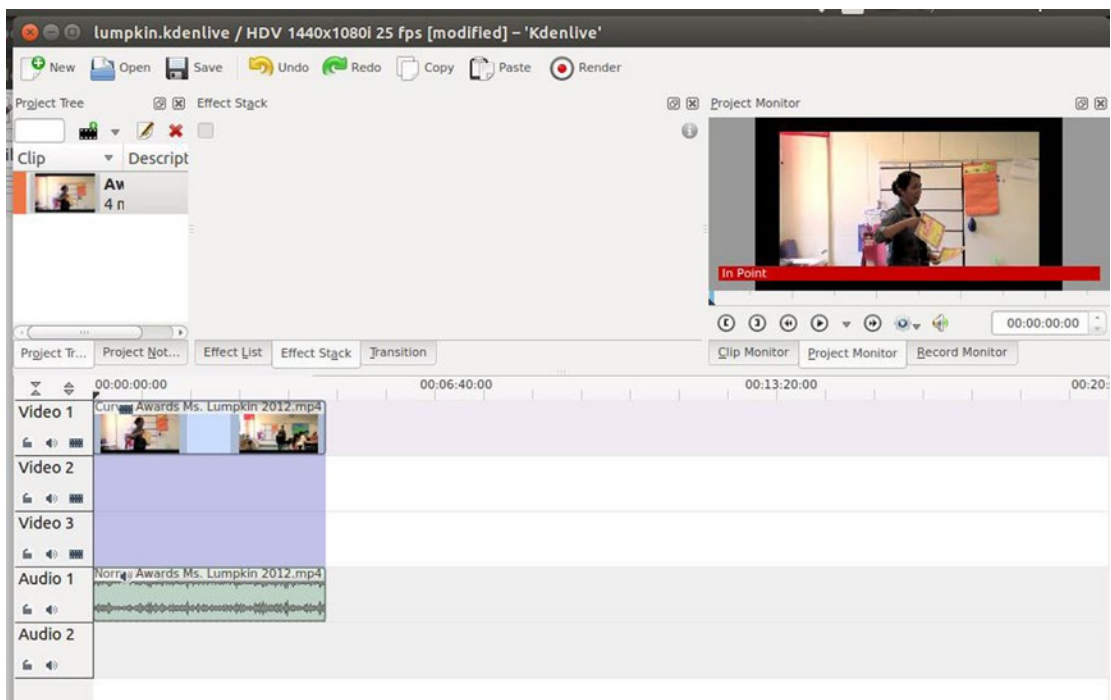 lumpkin.kdenlive / HDV 1440x1080i 25 fps [modified] – 'Kdenlive'
New Open Save Undo Redo Copy Paste Render
Project Tree
Effect Stack
Project Monitor
Clip Descript
4
In Point
00:00:00:00
Project Tr... Project Not... Effect List Effect Stack Transition
Clip Monitor Project Monitor Record Monitor
00:00:00:00 00:06:40:00 00:13:20:00 00:20:
Video 1
Awards Ms. Lumpkin 2012.mp4
Video 2
Video 3
Audio 1
Awards Ms. Lumpkin 2012.mp4
Audio 2